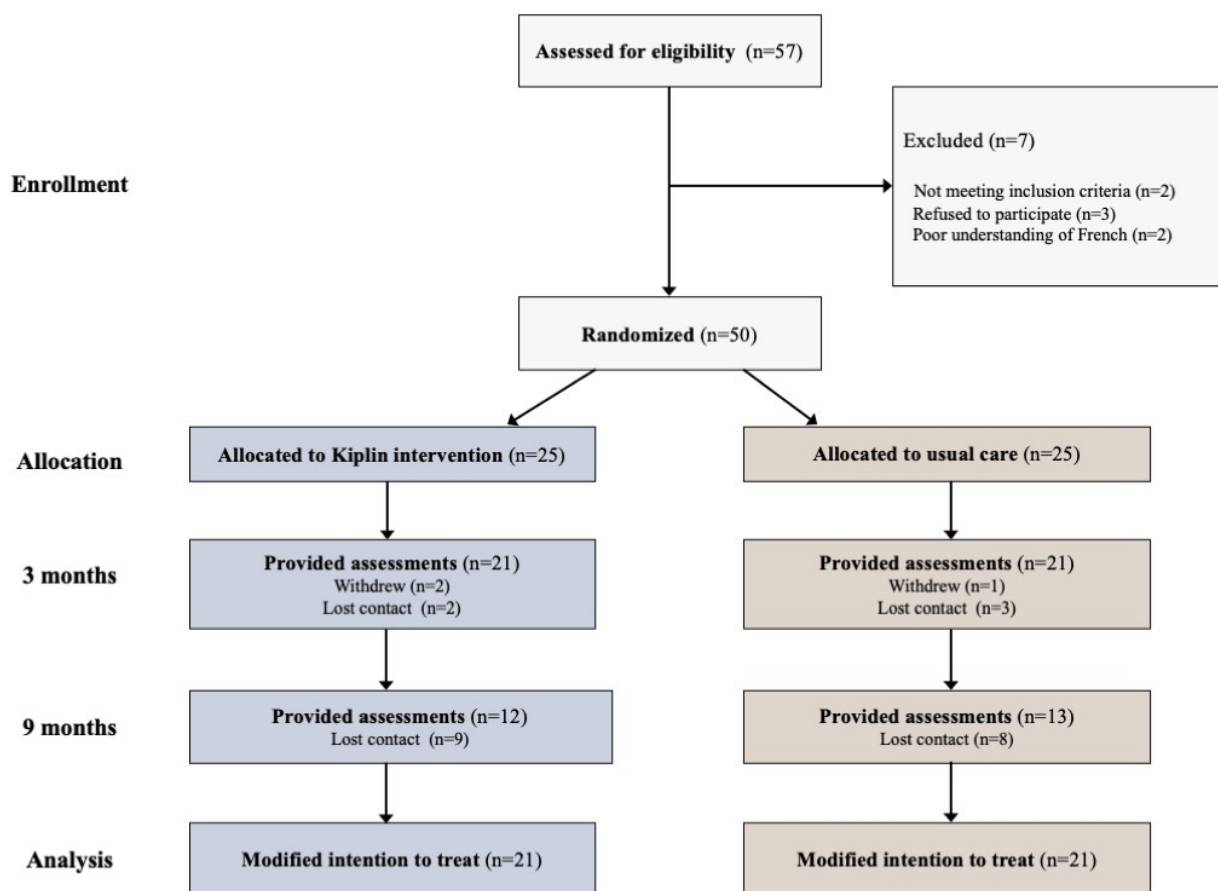 Assessed for eligibility (n=57)
Excluded (n=7)
Not meeting inclusion criteria (n=2)
Refused to participate (n=3)
Poor understanding of French (n=2)
Enrollment
Randomized (n=50)
Allocation
Allocated to Kiplin intervention (n=25)
Allocated to usual care (n=25)
3 months
Provided assessments (n=21)
Withdrew (n=2)
Lost contact (n=2)
Provided assessments (n=21)
Withdrew (n=1)
Lost contact (n=3)
9 months
Provided assessments (n=12)
Lost contact (n=9)
Provided assessments (n=13)
Lost contact (n=8)
Analysis
Modified intention to treat (n=21)
Modified intention to treat (n=21)